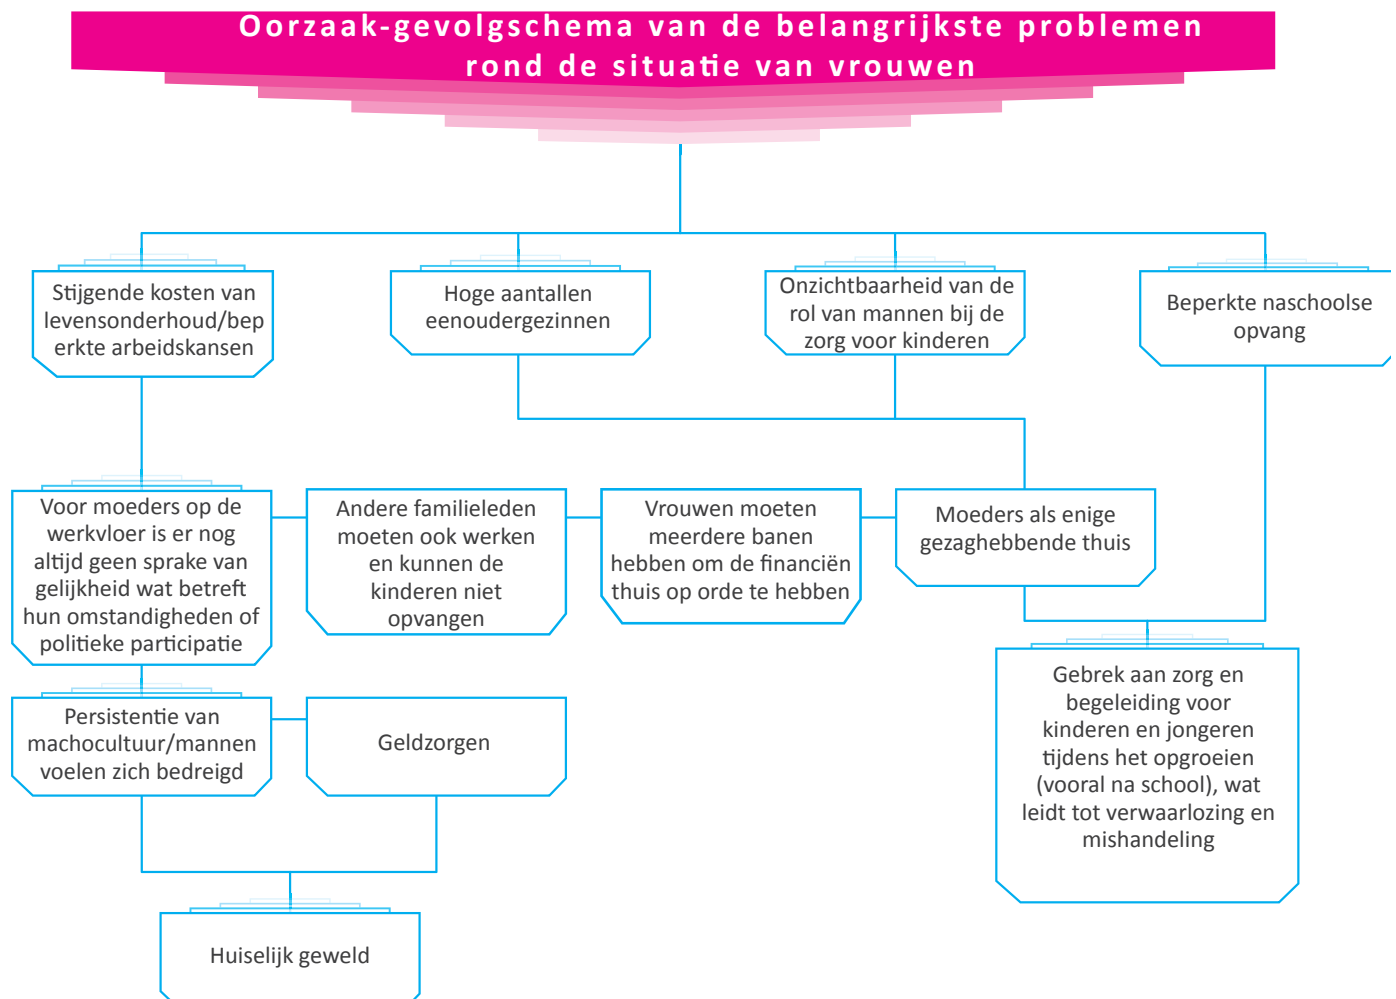 Oorzaak-gevolgschema van de belangrijkste problemen
rond de situatie van vrouwen
Stijgende kosten van
levensonderhoud/bep
erkte arbeidskansen
Hoge aantallen
eenoudergezinnen
Onzichtbaarheid van de
rol van mannen bij de
zorg voor kinderen
Beperkte naschoolse
opvang
Voor moeders op de
werkvloer is er nog
altijd geen sprake van
gelijkheid wat betreft
hun omstandigheden of
politieke participatie
Andere familieleden
moeten ook werken
en kunnen de
kinderen niet
opvangen
Vrouwen moeten
meerdere banen
hebben om de financiën
thuis op orde te hebben
Moeders als enige
gezaghebbende thuis
Persistentie van
machocultuur/mannen
voelen zich bedreigd
Geldzorgen
Gebrek aan zorg en
begeleiding voor
kinderen en jongeren
tijdens het opgroeien
(vooral na school), wat
leidt tot verwaarlozing en
mishandeling
Huiselijk geweld